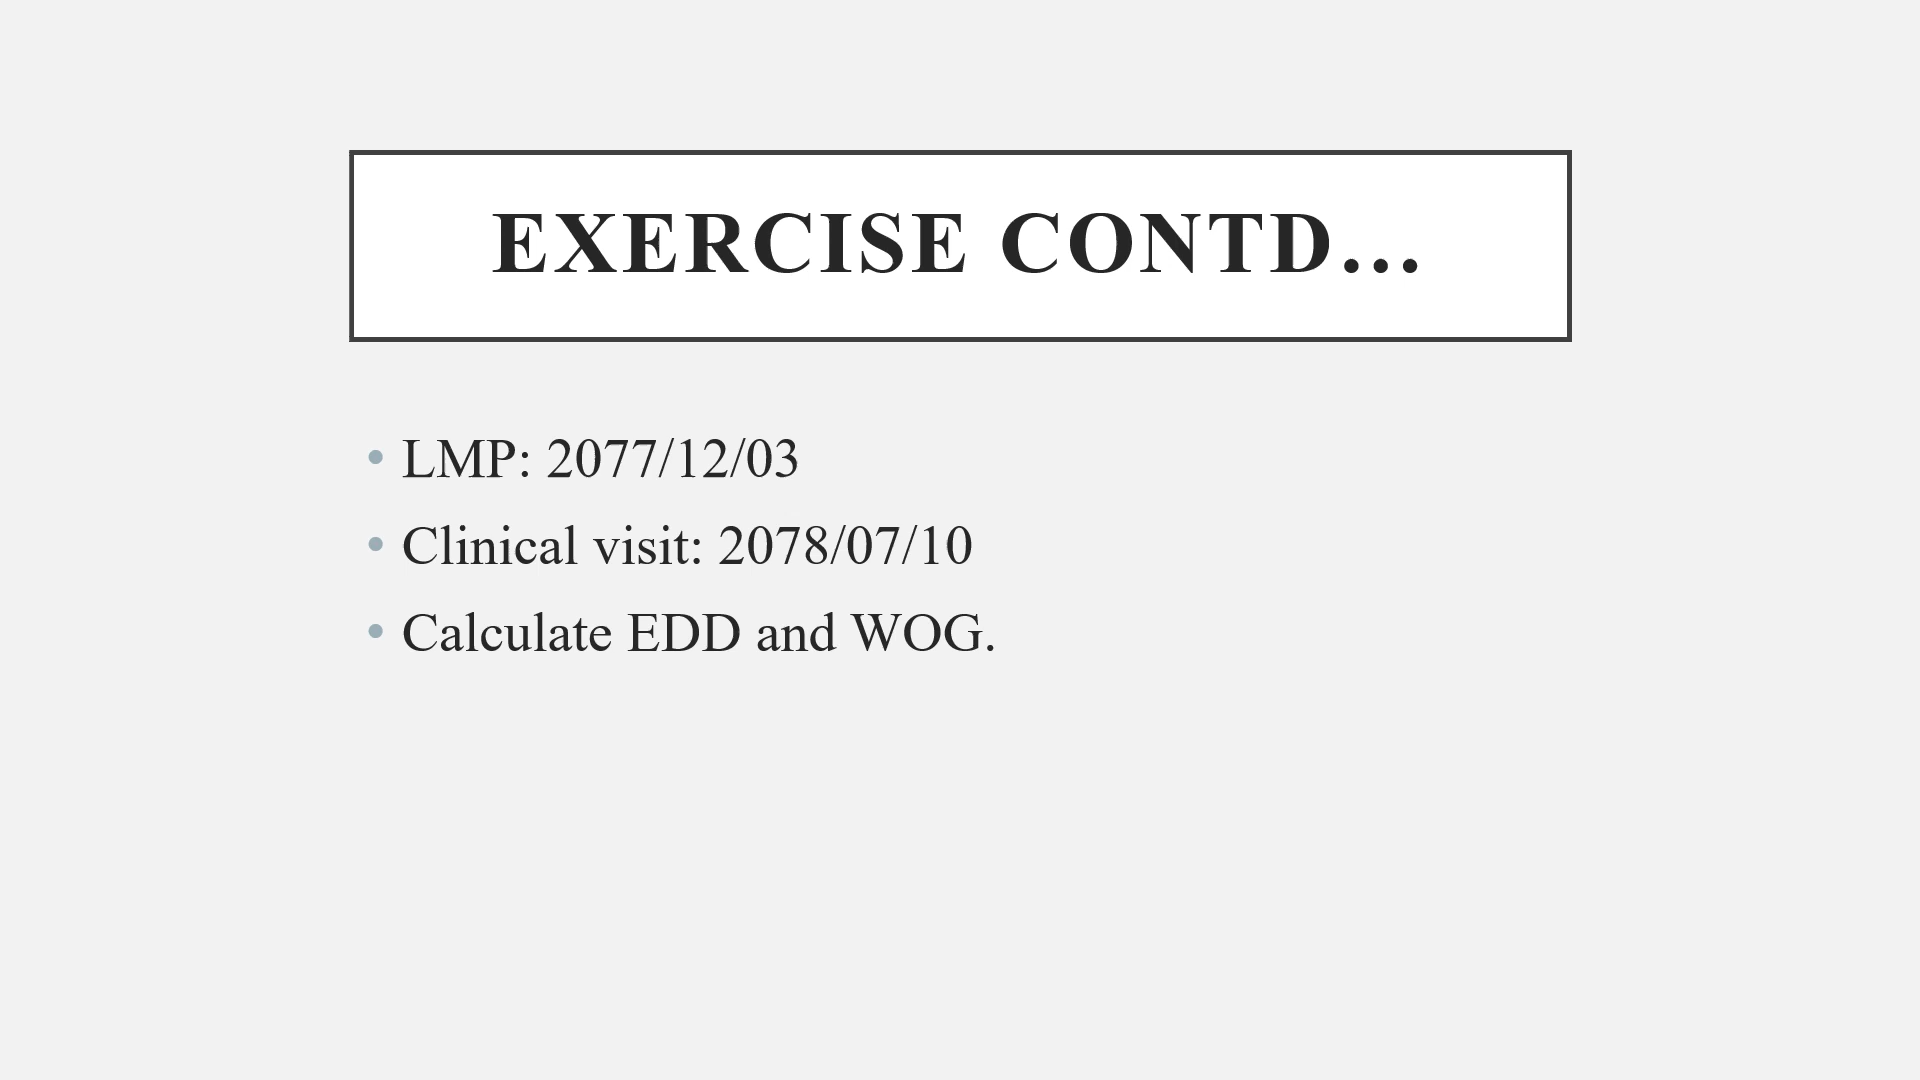 EXERCISE CONTD…
• LMP: 2077/12/03
• Clinical visit: 2078/07/10
• Calculate EDD and WOG.